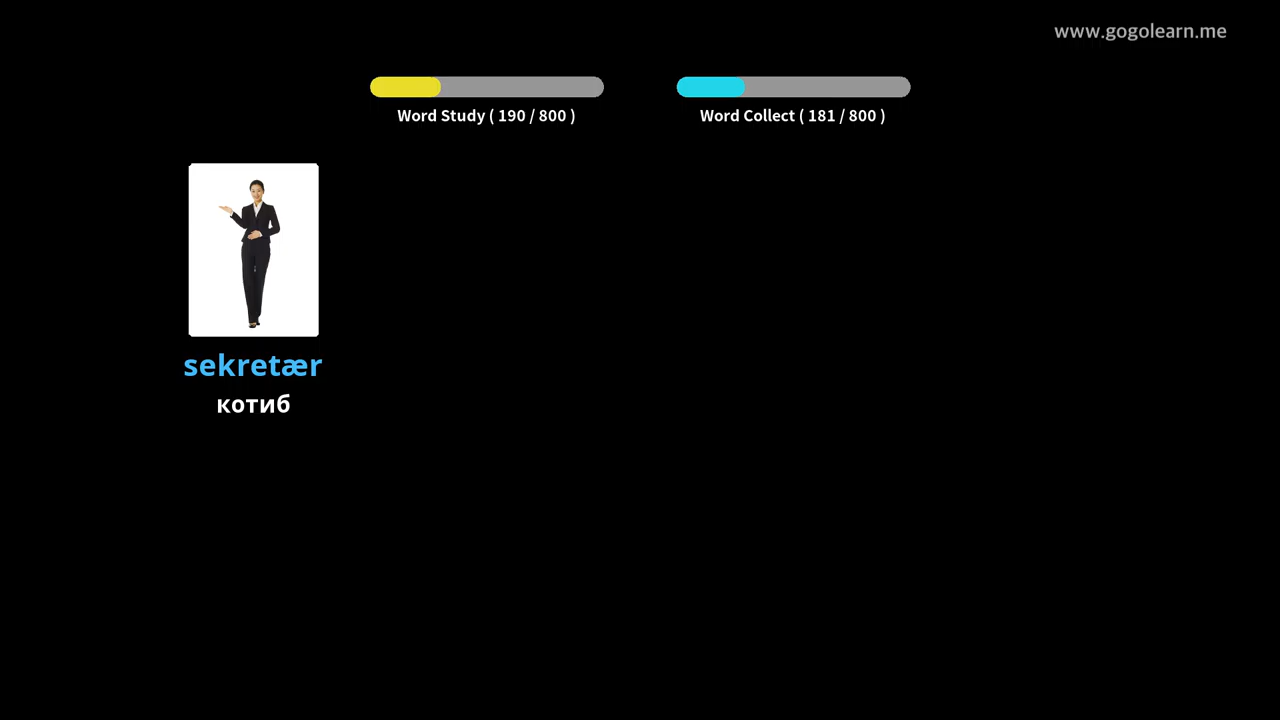 www.gogolearn.me
Word Study ( 190 / 800 )
Word Collect ( 181 / 800 )
sekretær
котиб